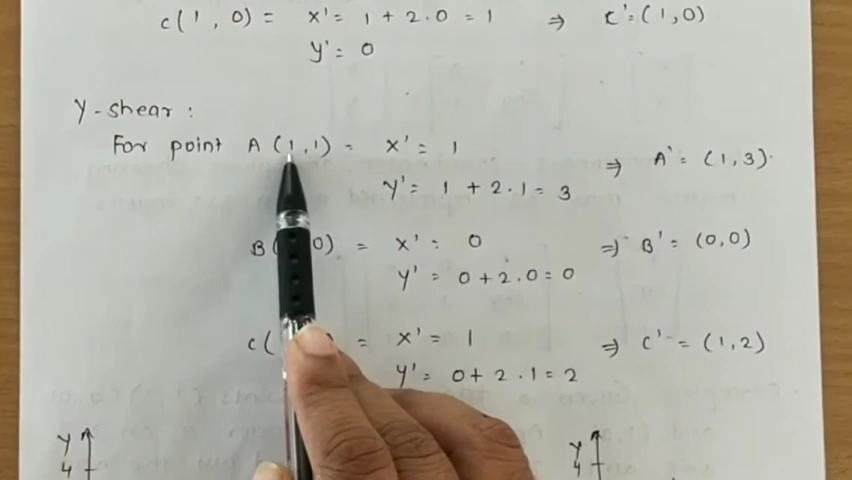 c(1, 0) = x' = 1 + 2.0 = 1 ⇒ C' = (1,0)
y' = 0
Y-shear :
For point A (1,1) = x' = 1
y' = 1 + 2.1 = 3 ⇒ A' = (1,3).
B( 0) = x' = 0 ⇒ B' = (0,0)
y' = 0 + 2.0 = 0
c( ) = x' = 1 ⇒ C' = (1,2)
y' = 0 + 2.1 = 2
Y Y
4 4